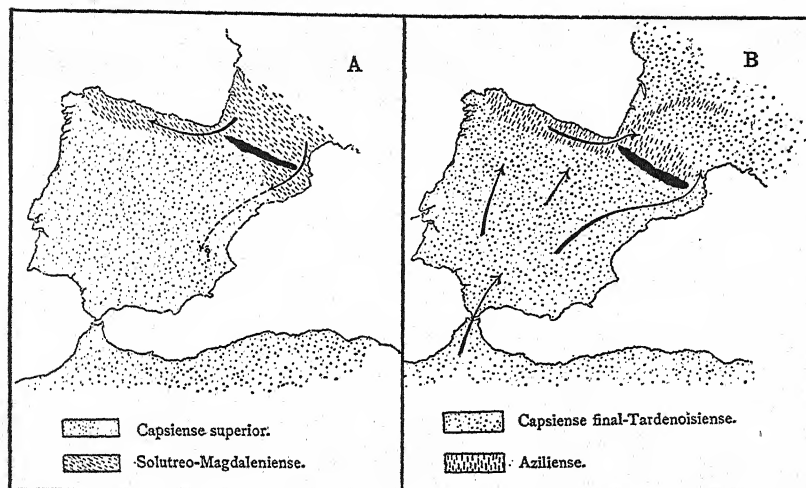 A
B
Capsiense superior.
Solutreo-Magdaleniense.
Capsiense final-Tardenoisiense.
Aziliense.